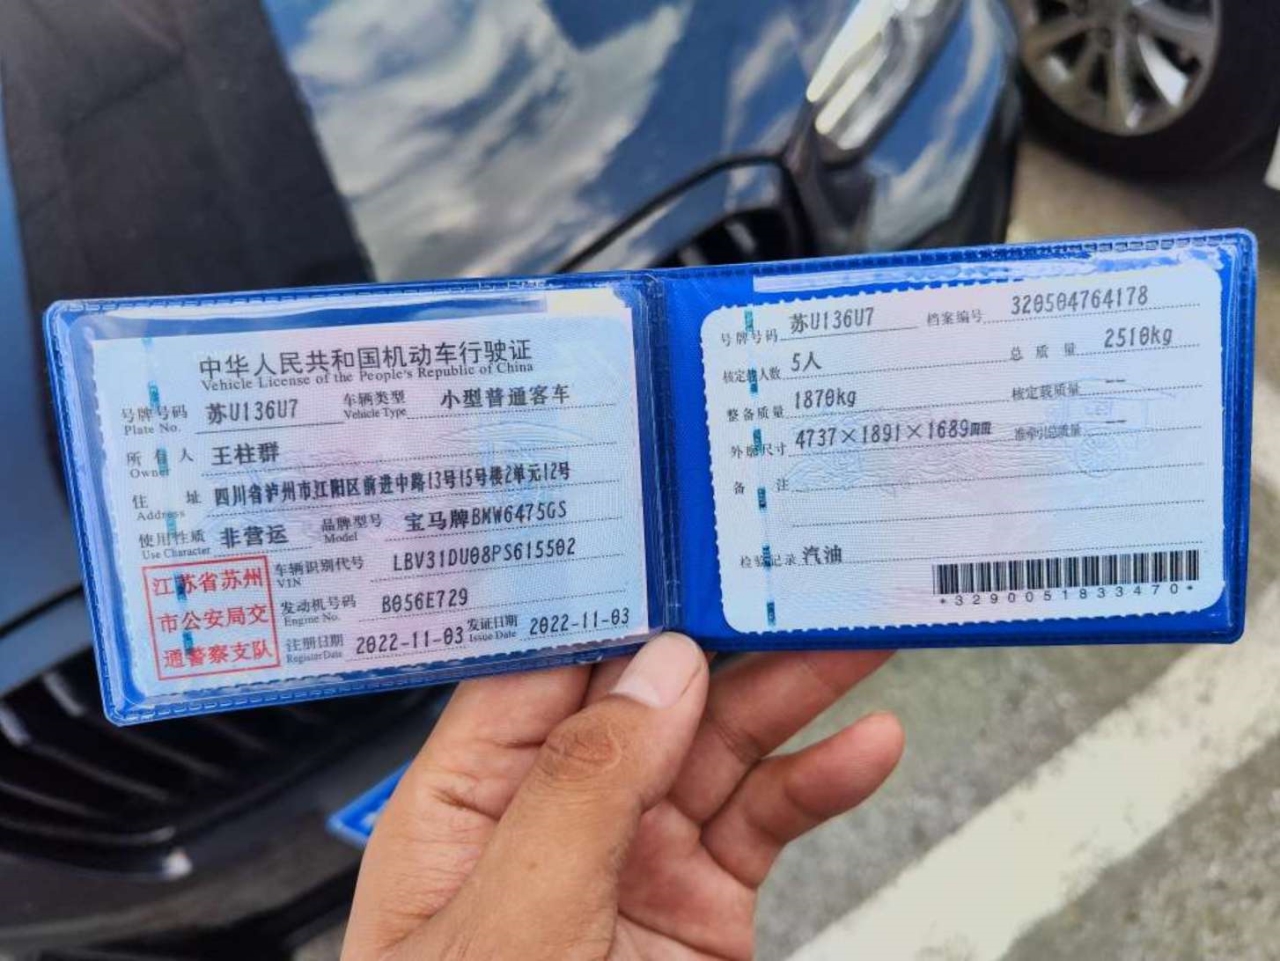 中华人民共和国机动车行驶证
Vehicle License of the People's Republic of China
号牌号码 苏U136U7 车辆类型 小型普通客车
Plate No. Vehicle Type
所有人 王柱群
Owner
住址 四川省泸州市江阳区前进中路13号15号楼2单元12号
Address
使用性质 非营运 品牌型号 宝马牌BMW6475GS
Use Character Model
江苏省苏州
市公安局交
通警察支队
车辆识别代号 LBV31DU08PS615502
VIN
发动机号码 B056E729
Engine No.
注册日期 2022-11-03 发证日期 2022-11-03
Register Date Issue Date
号牌号码 苏U136U7 档案编号 320504764178
核定载人数 5人 总质量 2510kg
整备质量 1870kg 核定载质量 --
外廓尺寸 4737×1891×1689mm 准牵引总质量 --
备注
检验记录 汽油
*3290051833470*